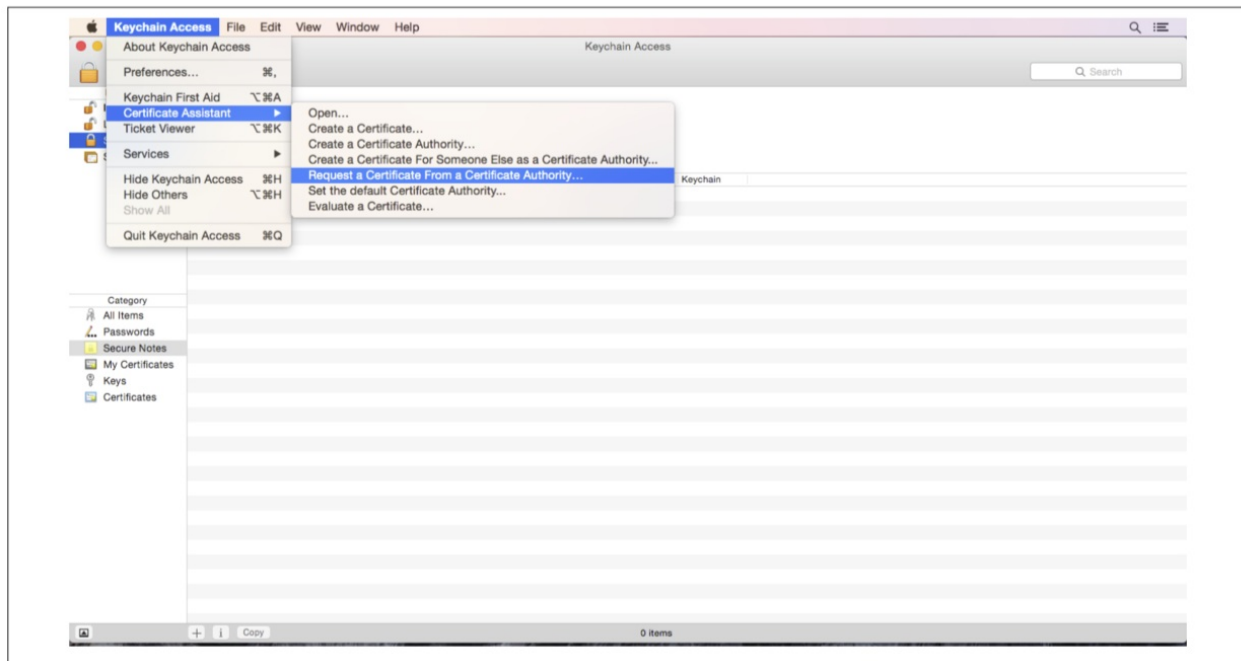 Keychain Access File Edit View Window Help
Keychain Access
Search
About Keychain Access
Preferences... ⌘,
Keychain First Aid ⌥⌘A
Certificate Assistant ▶
Ticket Viewer ⌥⌘K
Services ▶
Hide Keychain Access ⌘H
Hide Others ⌥⌘H
Show All
Quit Keychain Access ⌘Q
Open...
Create a Certificate...
Create a Certificate Authority...
Create a Certificate For Someone Else as a Certificate Authority...
Request a Certificate From a Certificate Authority...
Set the default Certificate Authority...
Evaluate a Certificate...
Keychain
Category
All Items
Passwords
Secure Notes
My Certificates
Keys
Certificates
+ i Copy
0 items